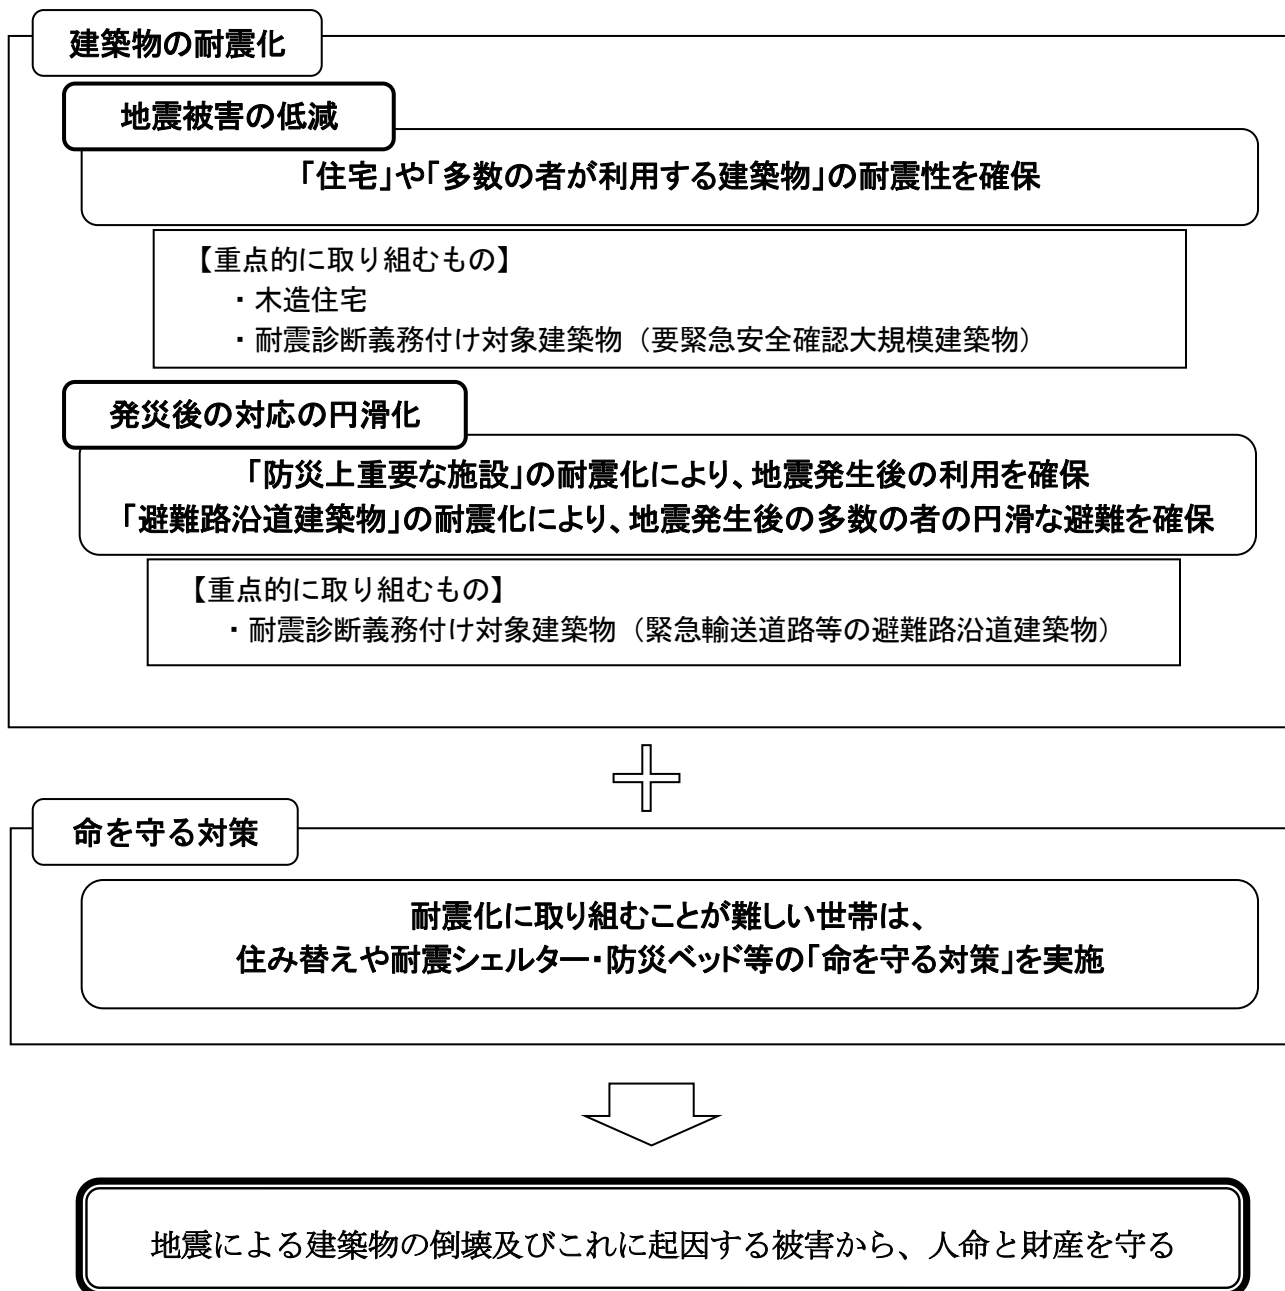 建築物の耐震化
地震被害の低減
「住宅」や「多数の者が利用する建築物」の耐震性を確保
【重点的に取り組むもの】
・木造住宅
・耐震診断義務付け対象建築物（要緊急安全確認大規模建築物）
発災後の対応の円滑化
「防災上重要な施設」の耐震化により、地震発生後の利用を確保
「避難路沿道建築物」の耐震化により、地震発生後の多数の者の円滑な避難を確保
【重点的に取り組むもの】
・耐震診断義務付け対象建築物（緊急輸送道路等の避難路沿道建築物）
命を守る対策
耐震化に取り組むことが難しい世帯は、
住み替えや耐震シェルター・防災ベッド等の「命を守る対策」を実施
地震による建築物の倒壊及びこれに起因する被害から、人命と財産を守る